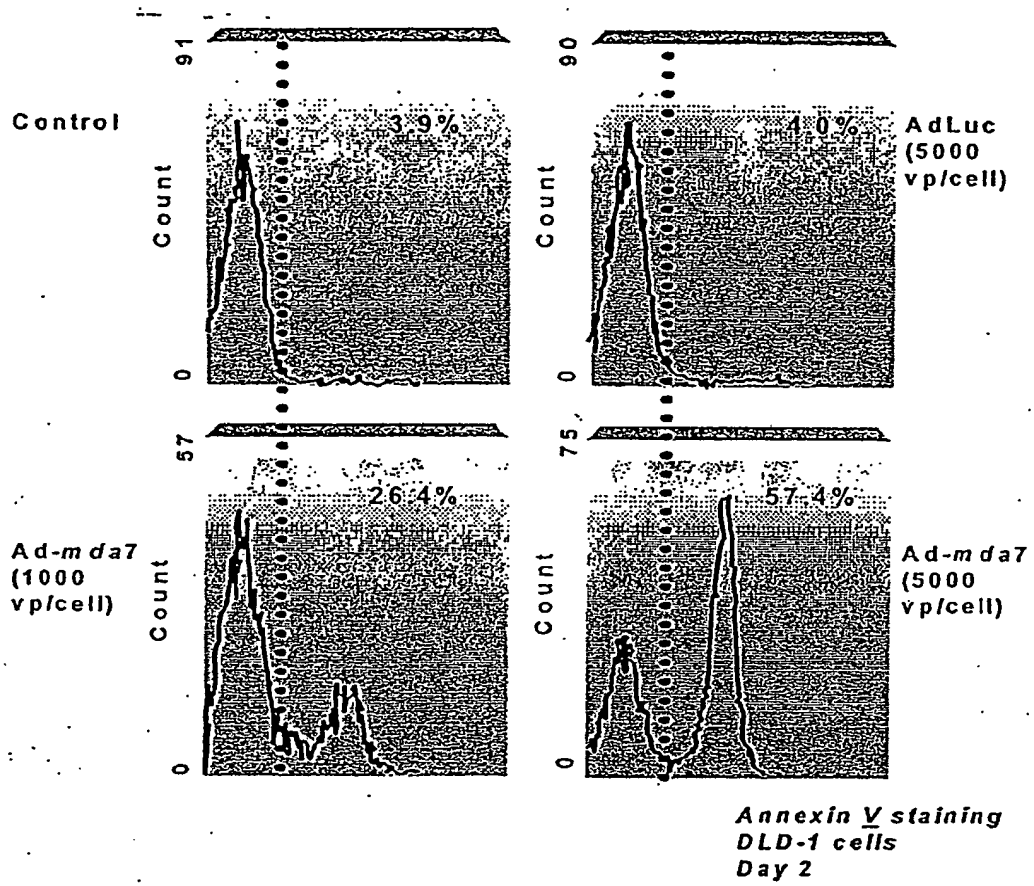 Control
91
Count
0
3.9%
90
Count
0
4.0%
AdLuc
(5000
vp/cell)
Ad-mda7
(1000
vp/cell)
57
Count
0
26.4%
75
Count
0
57.4%
Ad-mda7
(5000
vp/cell)
Annexin V staining
DLD-1 cells
Day 2